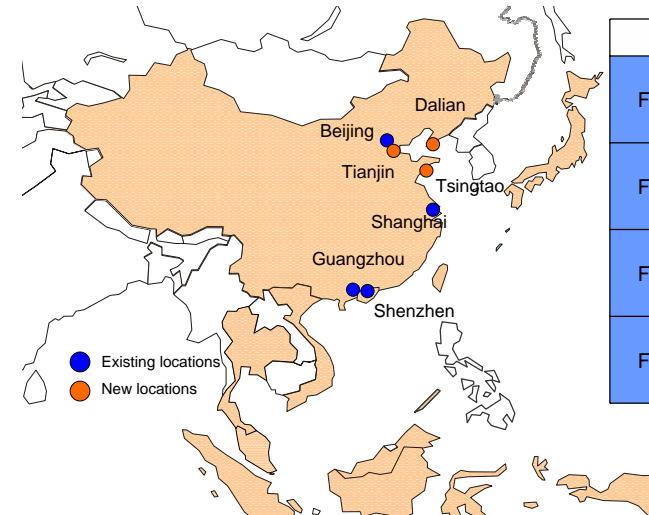 Dalian
Beijing
Tianjin
Tsingtao
Shanghai
Guangzhou
Shenzhen
Existing locations
New locations
F
F
F
F